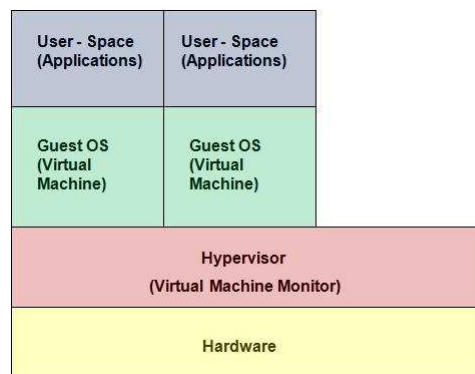 User - Space
(Applications)
User - Space
(Applications)
Guest OS
(Virtual
Machine)
Guest OS
(Virtual
Machine)
Hypervisor
(Virtual Machine Monitor)
Hardware